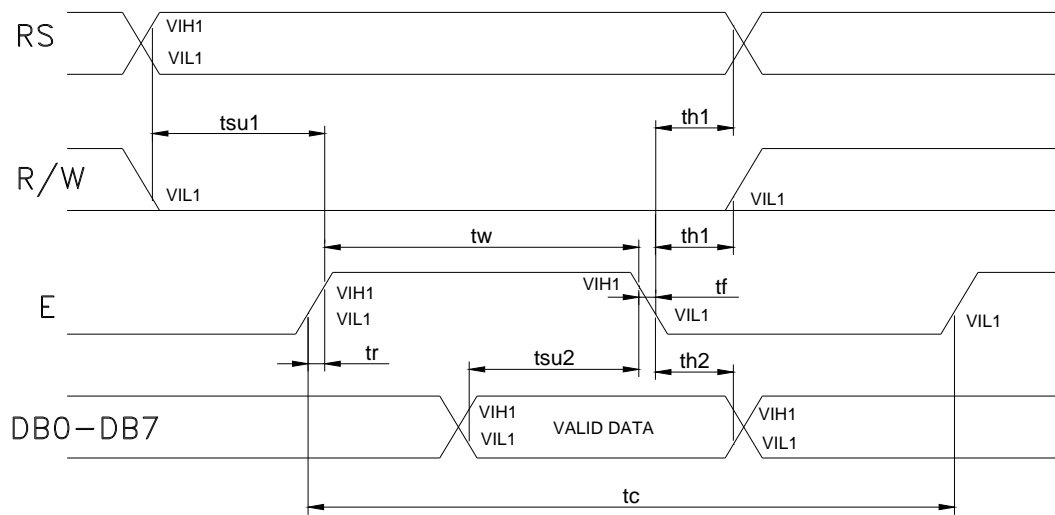 RS
VIH1
VIL1
tsu1
th1
R/W
VIL1
VIL1
tw
th1
E
VIH1
VIL1
VIH1
tf
VIL1
VIL1
tr
tsu2
th2
DB0-DB7
VIH1
VIL1
VALID DATA
VIH1
VIL1
tc